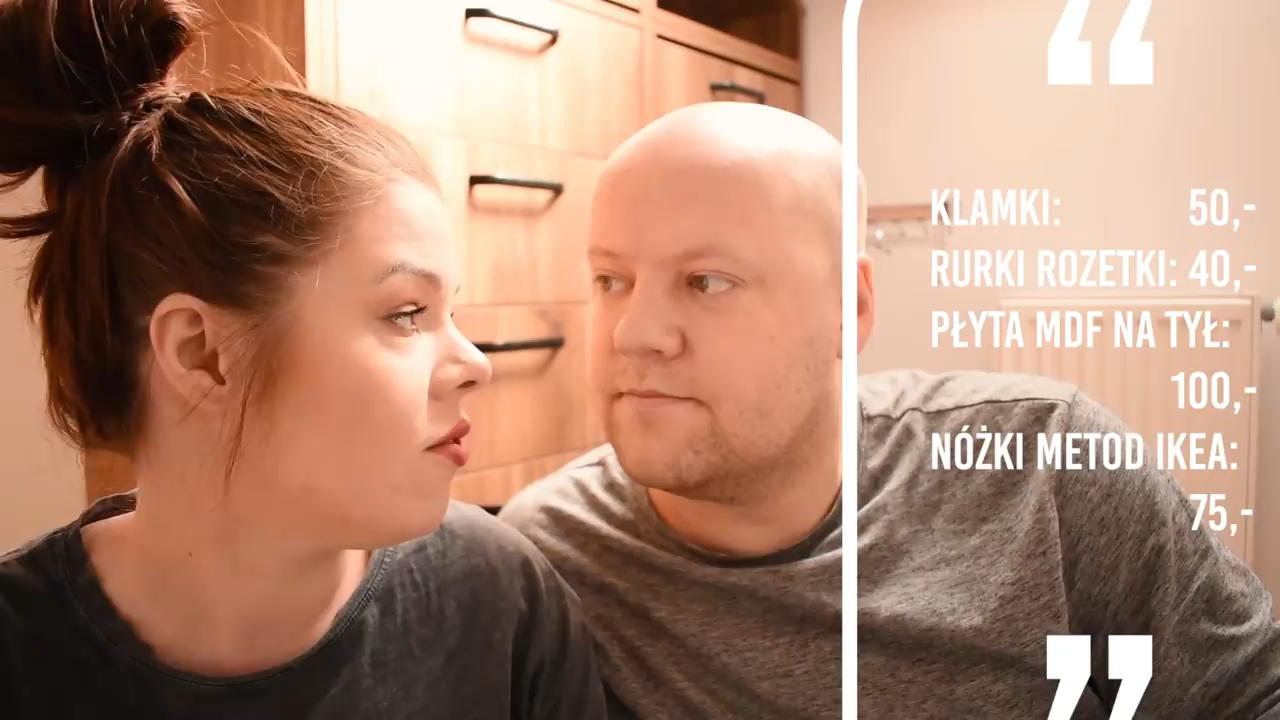 “
KLAMKI: 50,-
RURKI ROZETKI: 40,-
PŁYTA MDF NA TYŁ:
100,-
NÓŻKI METOD IKEA:
75,-
”